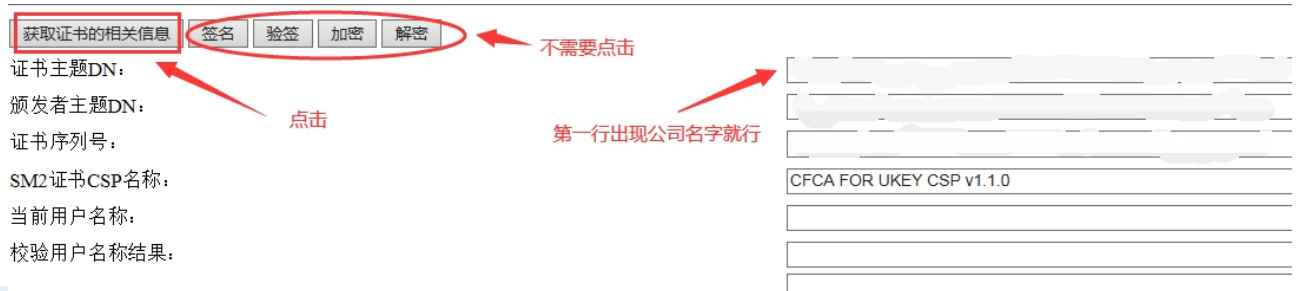 获取证书的相关信息 签名 验签 加密 解密
不需要点击
证书主题DN：
颁发者主题DN：
点击
第一行出现公司名字就行
证书序列号：
SM2证书CSP名称： CFCA FOR UKEY CSP v1.1.0
当前用户名称：
校验用户名称结果：